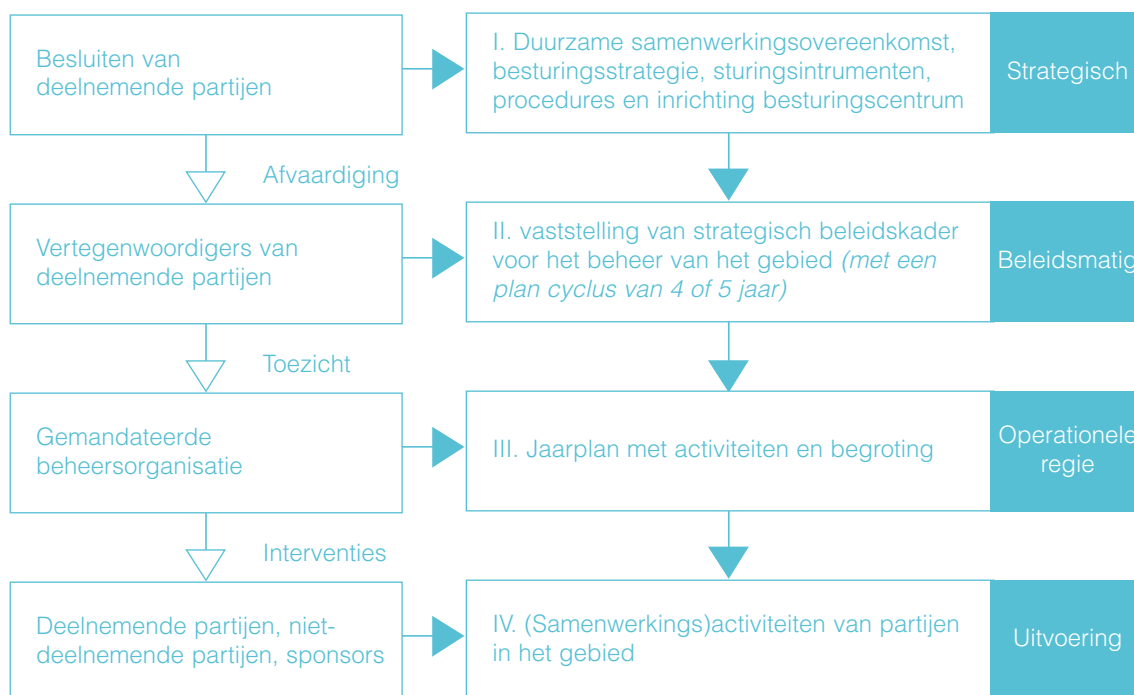 Besluiten van
deelnemende partijen
I. Duurzame samenwerkingsovereenkomst,
besturingsstrategie, sturingsintrumenten,
procedures en inrichting besturingscentrum
Strategisch
Afvaardiging
Vertegenwoordigers van
deelnemende partijen
II. vaststelling van strategisch beleidskader
voor het beheer van het gebied (met een
plan cyclus van 4 of 5 jaar)
Beleidsmatig
Toezicht
Gemandateerde
beheersorganisatie
III. Jaarplan met activiteiten en begroting
Operationele
regie
Interventies
Deelnemende partijen, niet-
deelnemende partijen, sponsors
IV. (Samenwerkings)activiteiten van partijen
in het gebied
Uitvoering